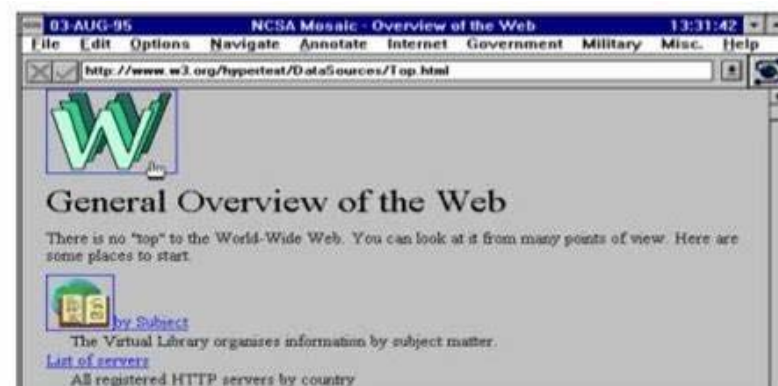 03-AUG-95 NCSA Mosaic - Overview of the Web 13:31:42
File Edit Options Navigate Annotate Internet Government Military Misc. Help
http://www.w3.org/hypertext/DataSources/Top.html
W
General Overview of the Web
There is no "top" to the World-Wide Web. You can look at it from many points of view. Here are
some places to start.
by Subject
The Virtual Library organises information by subject matter.
List of servers
All registered HTTP servers by country